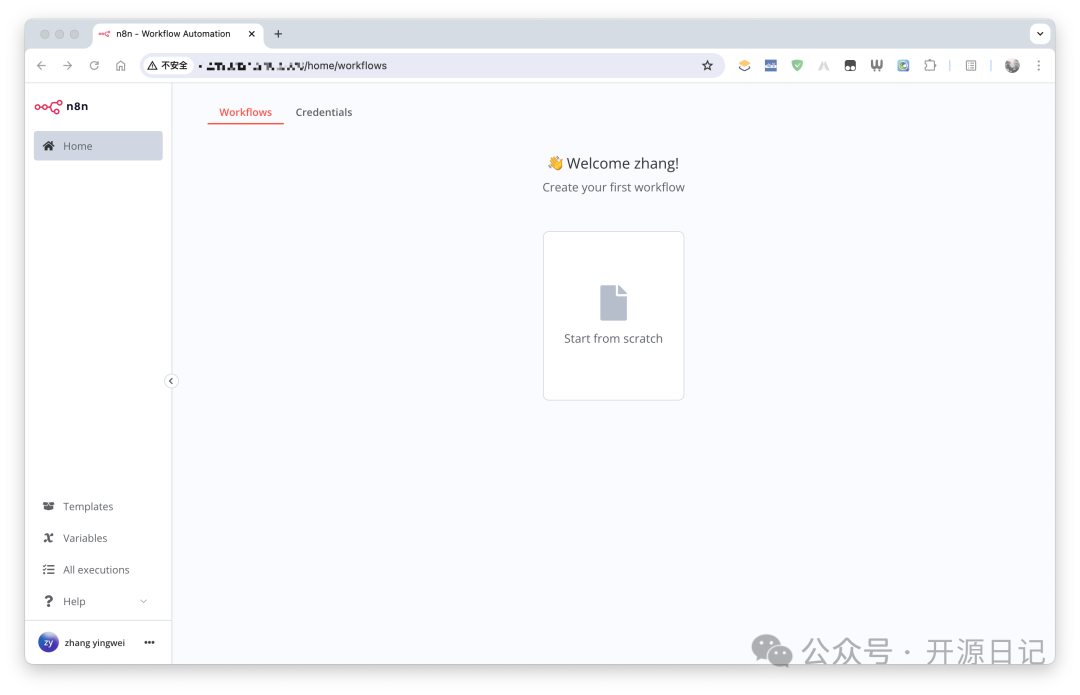 n8n - Workflow Automation
不安全
/home/workflows
n8n
Home
Workflows
Credentials
👋 Welcome zhang!
Create your first workflow
Start from scratch
Templates
Variables
All executions
Help
zy
zhang yingwei
公众号 · 开源日记